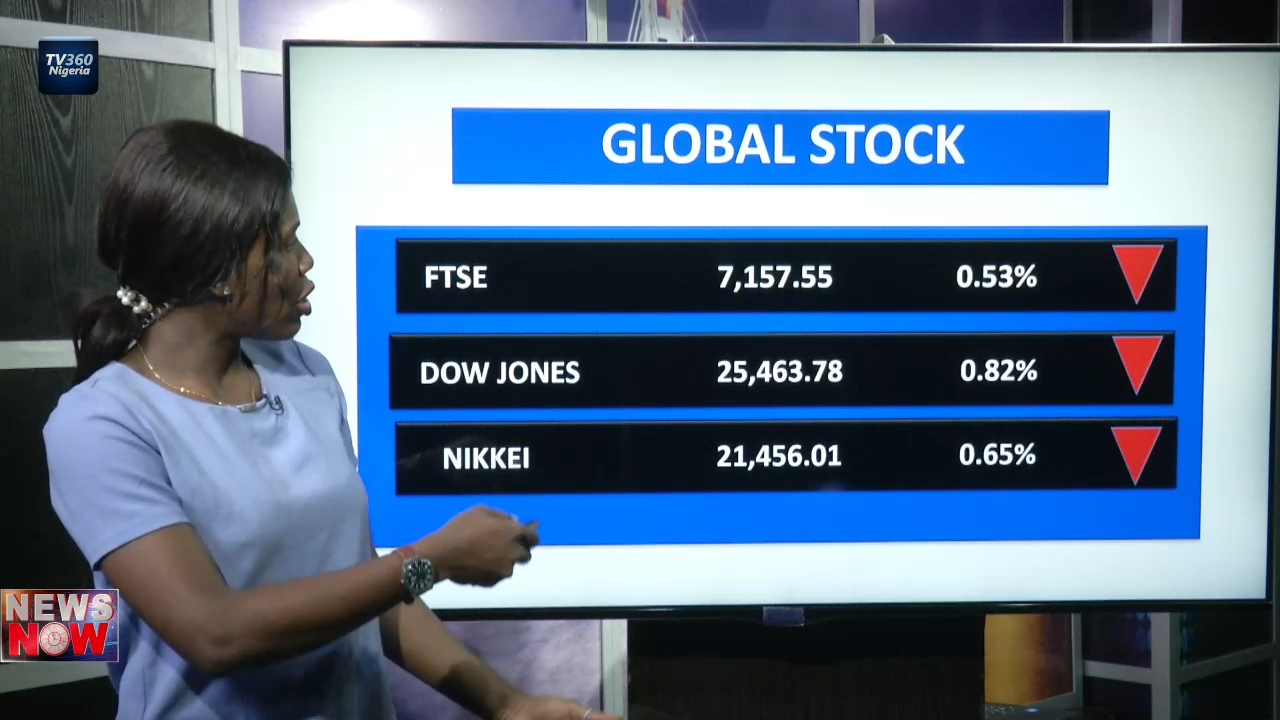 TV360
Nigeria
GLOBAL STOCK
FTSE 7,157.55 0.53%
DOW JONES 25,463.78 0.82%
NIKKEI 21,456.01 0.65%
NEWS
NOW